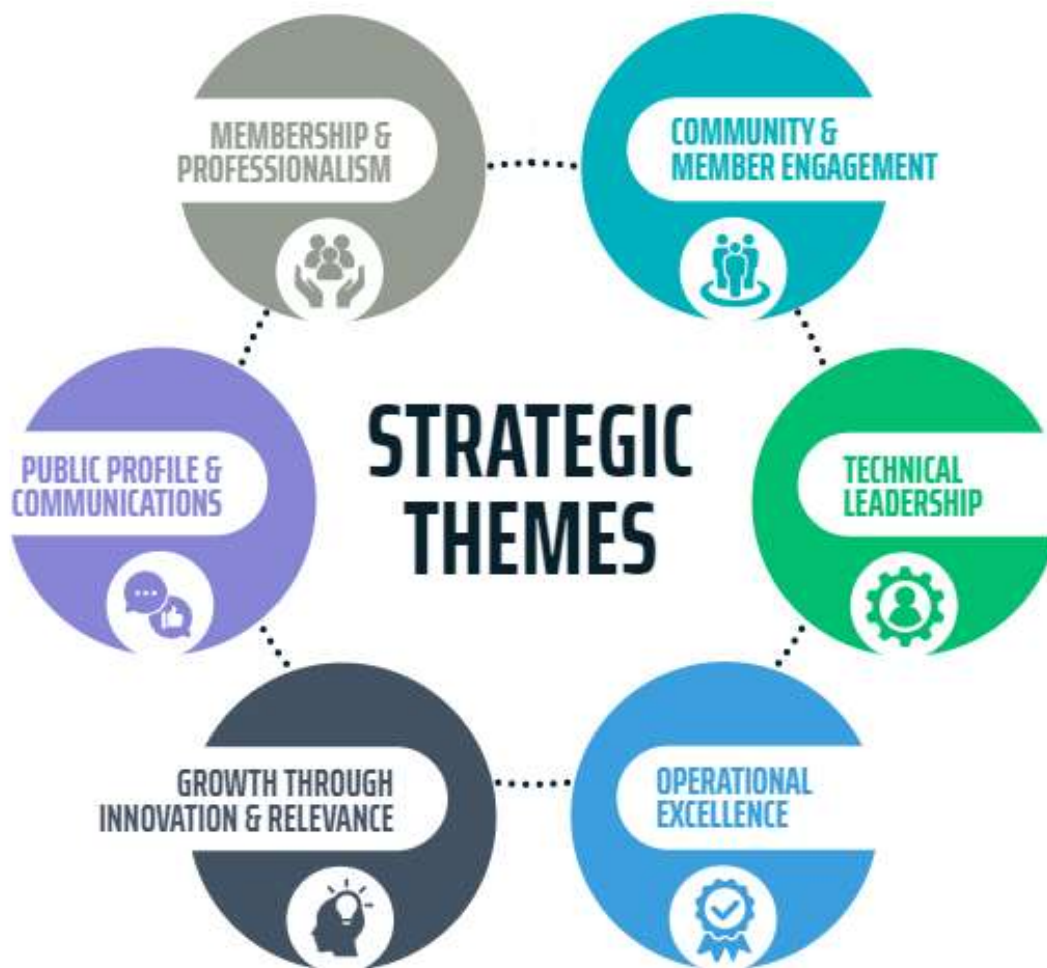 MEMBERSHIP &
PROFESSIONALISM
COMMUNITY &
MEMBER ENGAGEMENT
PUBLIC PROFILE &
COMMUNICATIONS
STRATEGIC
THEMES
TECHNICAL
LEADERSHIP
GROWTH THROUGH
INNOVATION & RELEVANCE
OPERATIONAL
EXCELLENCE